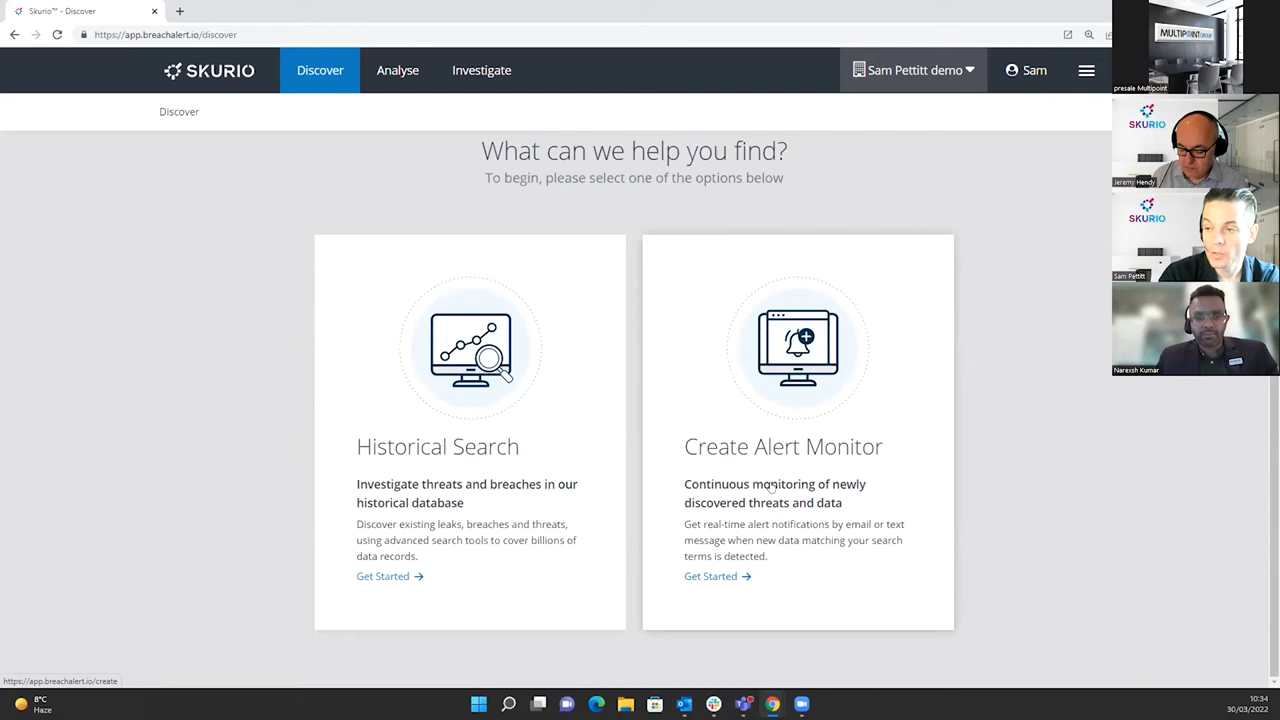 Skurio™ - Discover
https://app.breachalert.io/discover
SKURIO
Discover
Analyse
Investigate
Sam Pettitt demo
Sam
Discover
What can we help you find?
To begin, please select one of the options below
Historical Search
Investigate threats and breaches in our
historical database
Discover existing leaks, breaches and threats,
using advanced search tools to cover billions of
data records.
Get Started
Create Alert Monitor
Continuous monitoring of newly
discovered threats and data
Get real-time alert notifications by email or text
message when new data matching your search
terms is detected.
Get Started
MULTIPOINT GROUP
presale Multipoint
SKURIO
Jeremy Hendy
SKURIO
Sam Pettitt
Narexsh Kumar
https://app.breachalert.io/create
8°C
Haze
10:34
30/03/2022